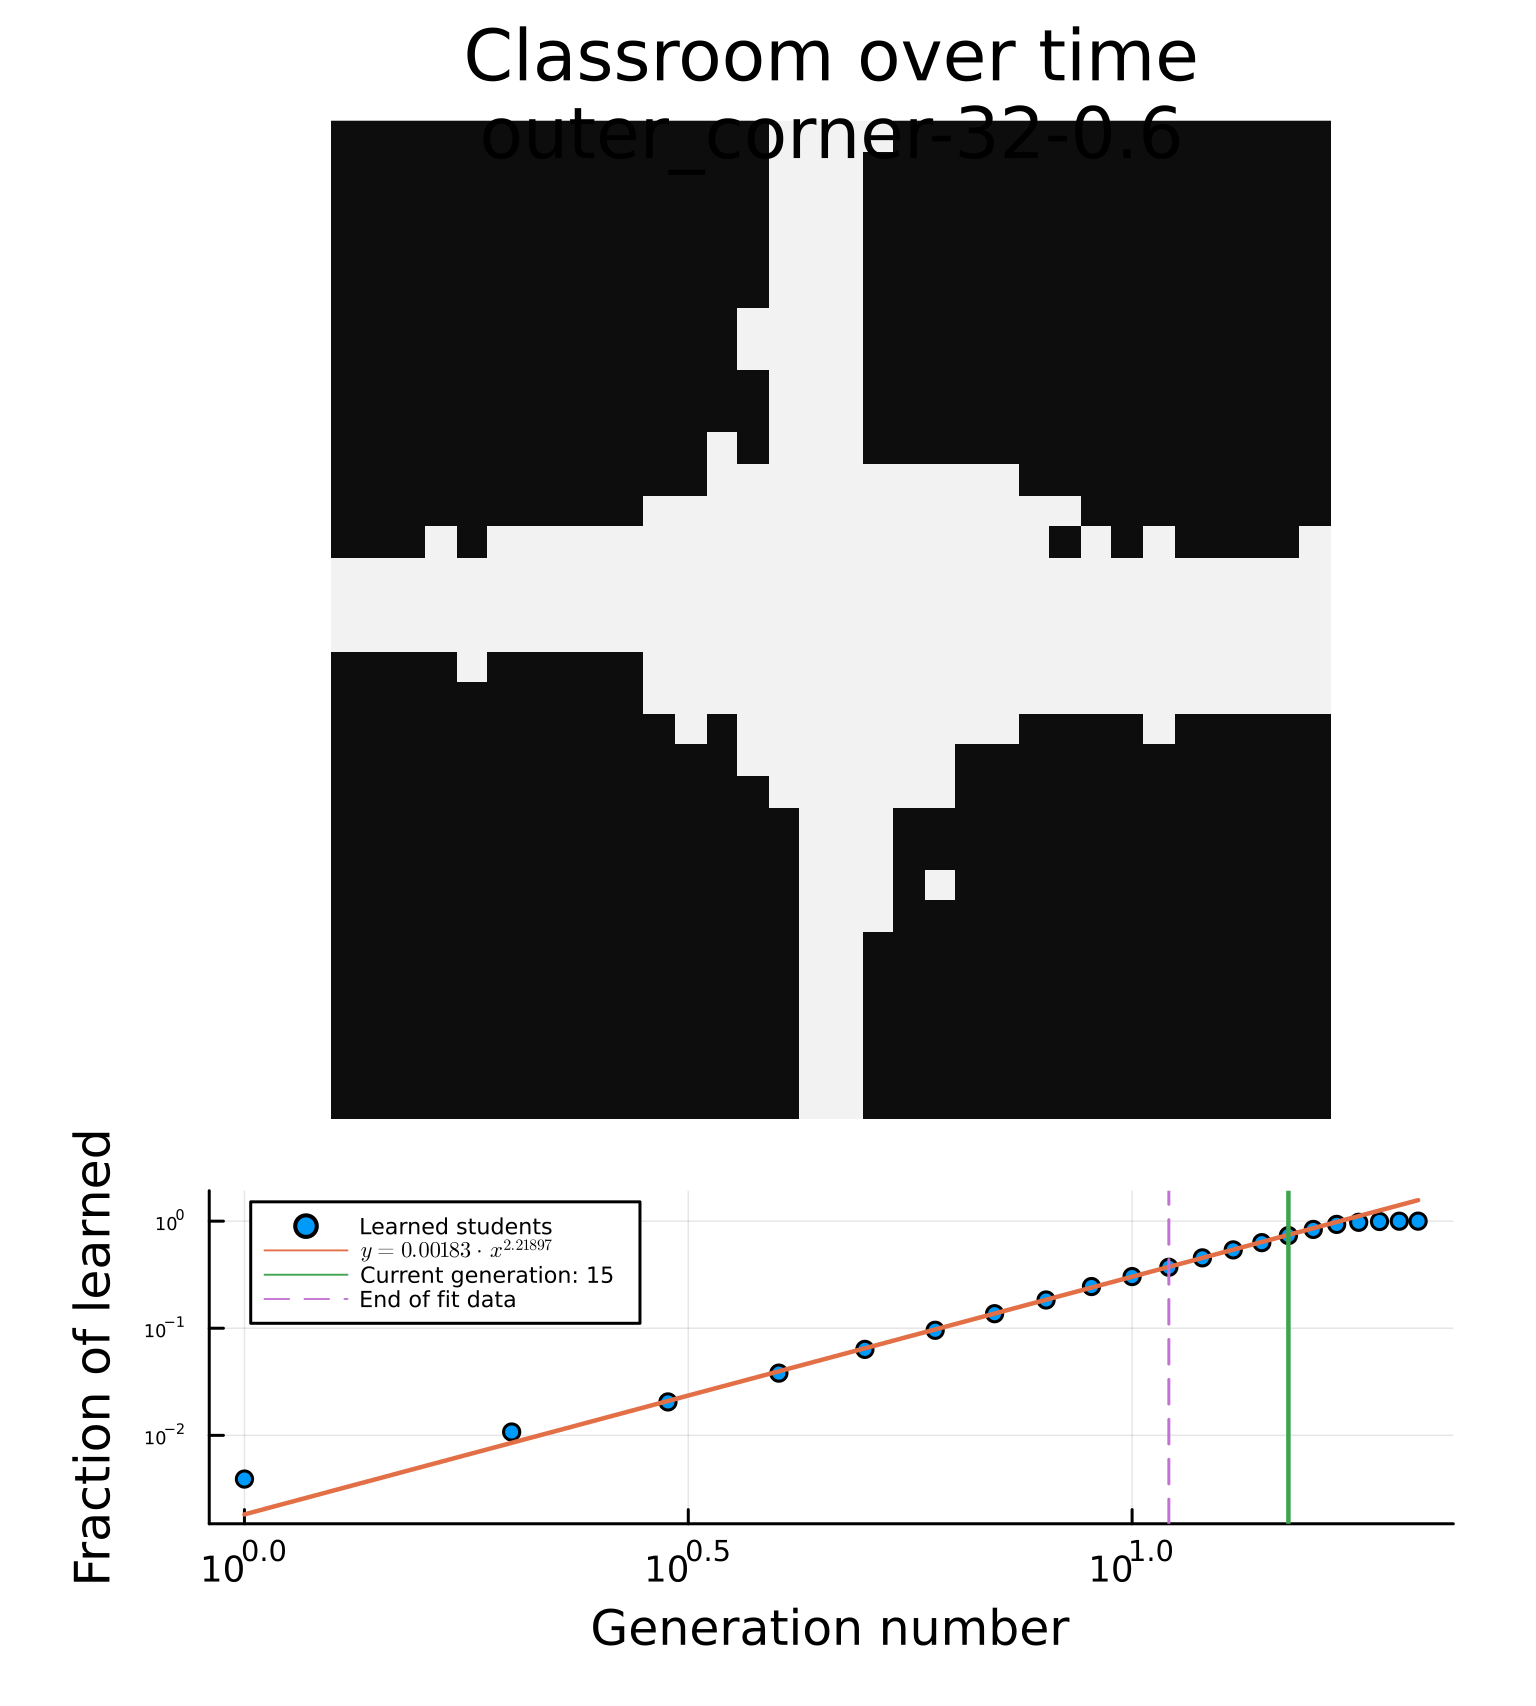 Classroom over time
outer_corner-32-0.6
Fraction of learned
10⁰
10⁻¹
10⁻²
Learned students
y = 0.00183 · x^2.21897
Current generation: 15
End of fit data
10^0.0
10^0.5
10^1.0
Generation number